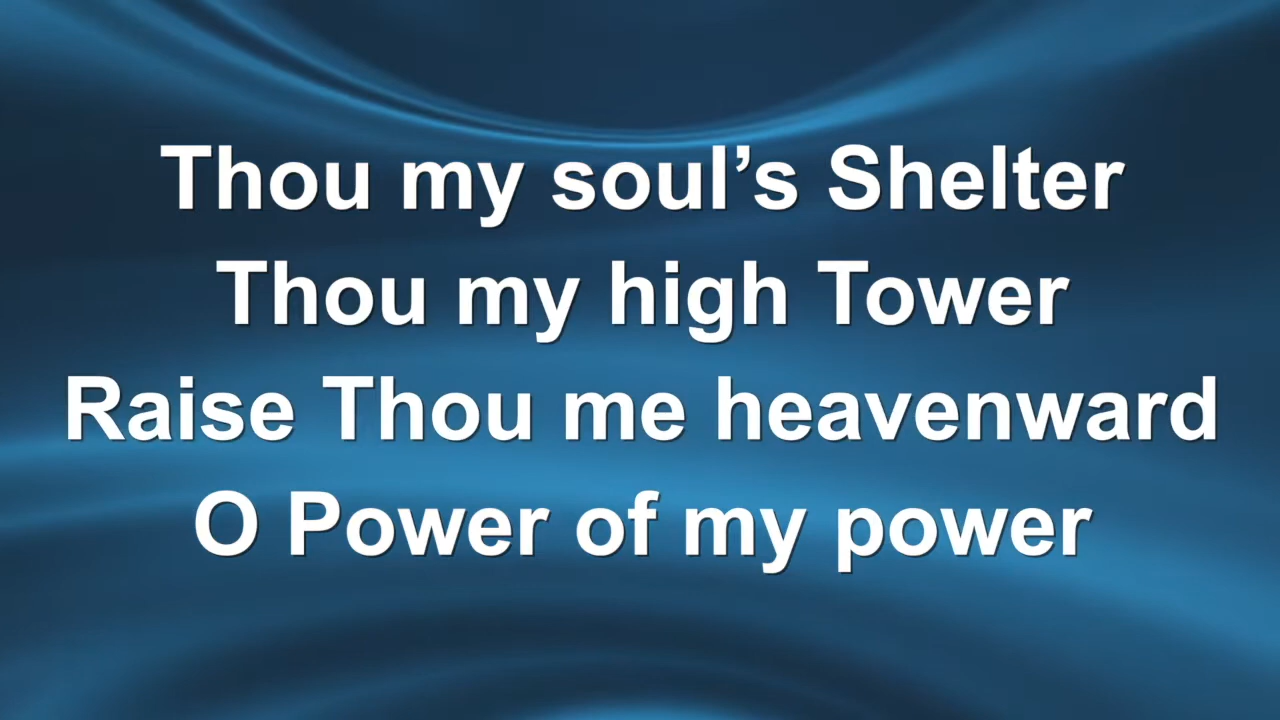 Thou my soul’s Shelter
Thou my high Tower
Raise Thou me heavenward
O Power of my power